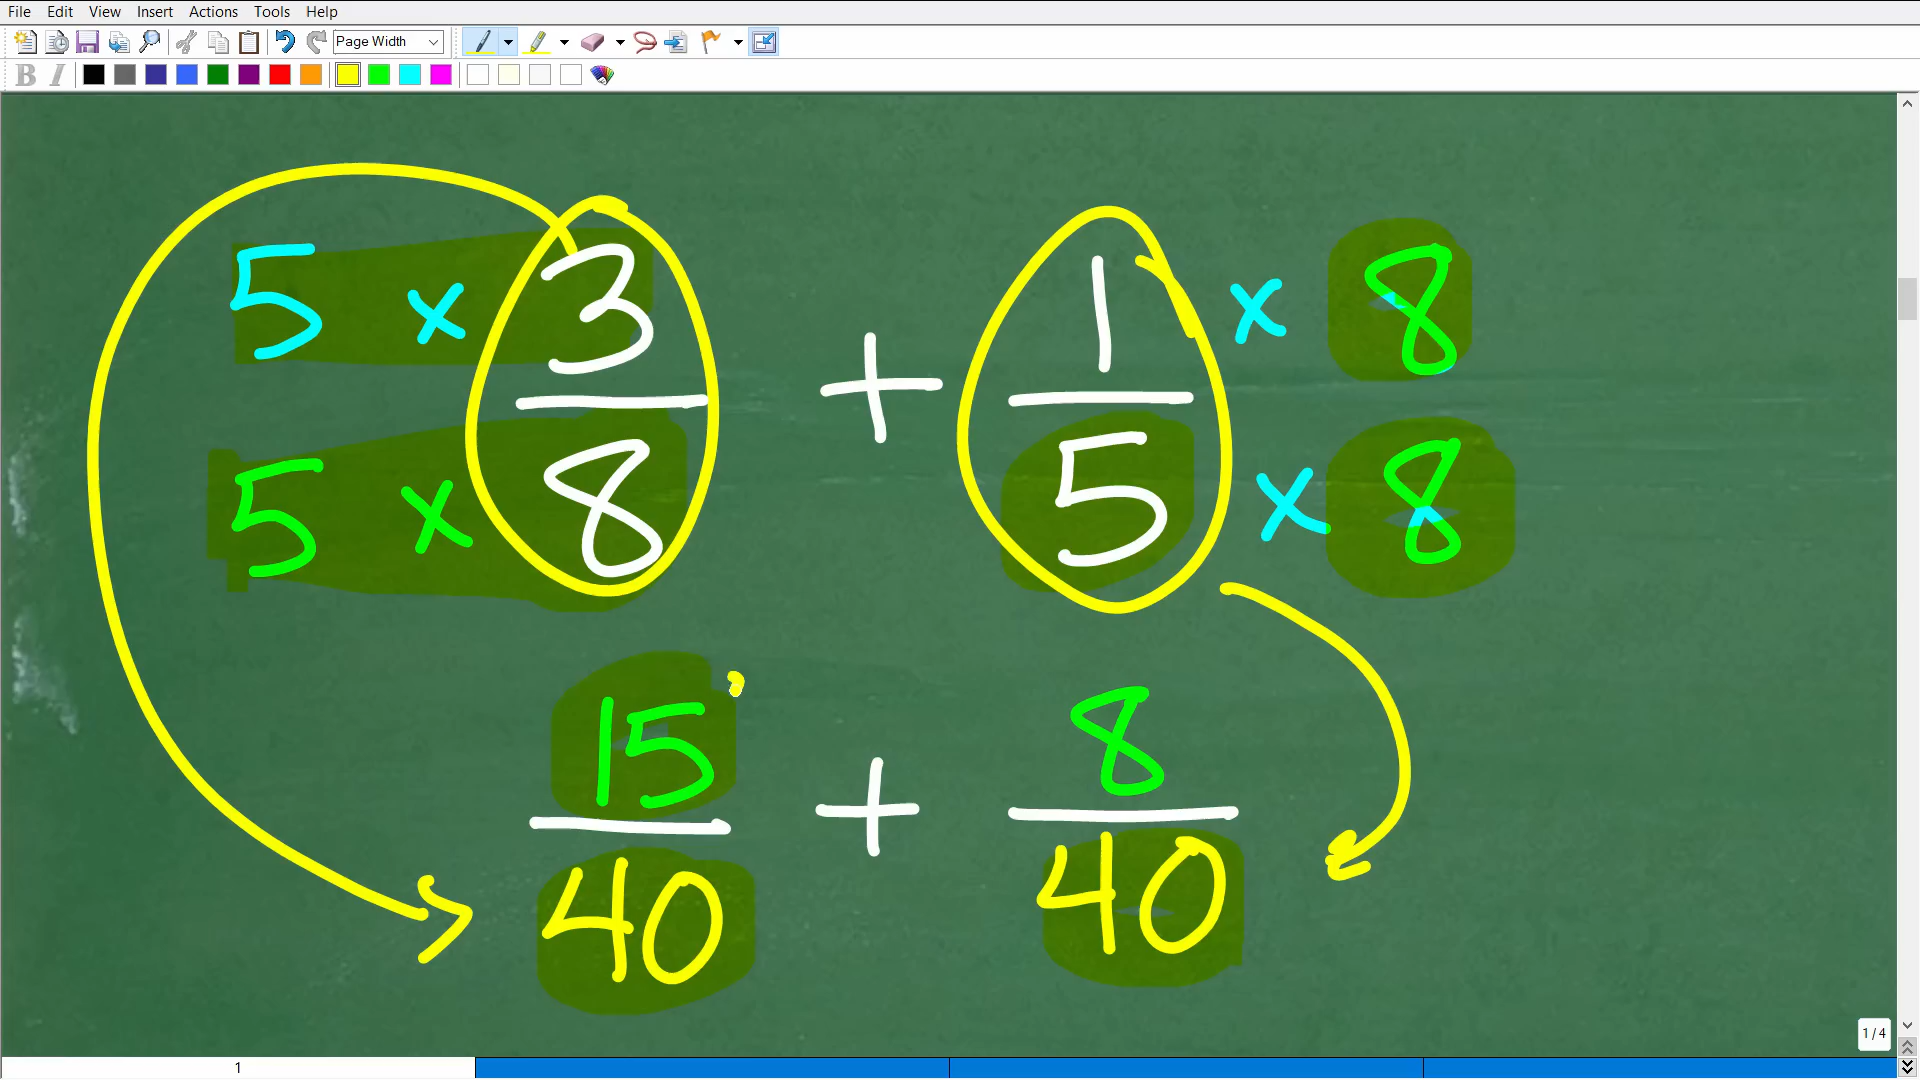 File Edit View Insert Actions Tools Help
Page Width
B I
5 x 3 + 1 x 8
5 x 8 5 x 8
15 + 8
40 40
1 / 4
1